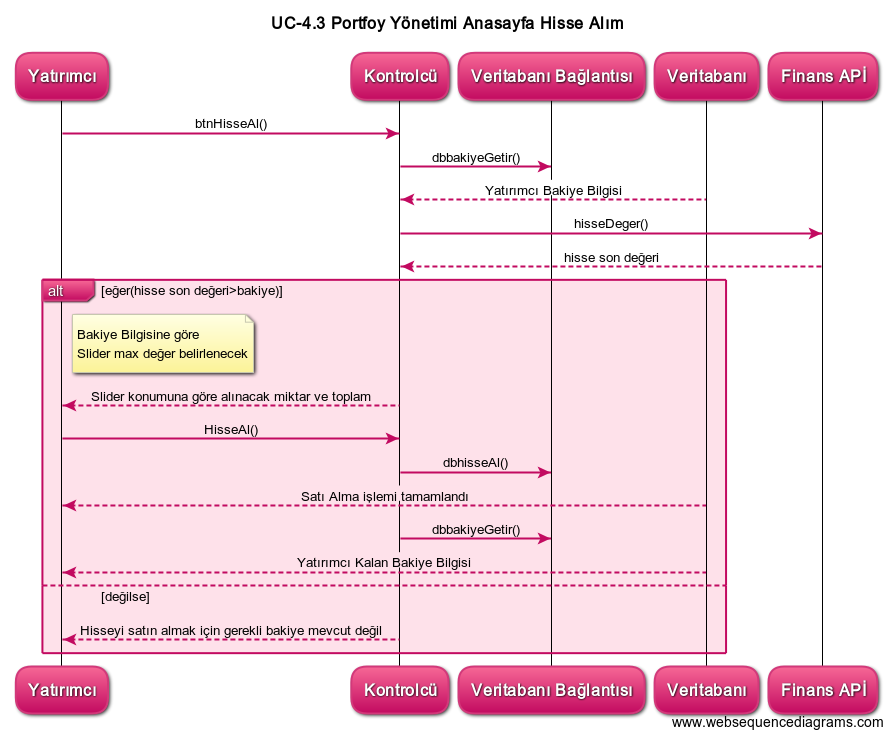 UC-4.3 Portfoy Yönetimi Anasayfa Hisse Alım
Yatırımcı
Kontrolcü
Veritabanı Bağlantısı
Veritabanı
Finans APİ
btnHisseAl()
dbbakiyeGetir()
Yatırımcı Bakiye Bilgisi
hisseDeger()
hisse son değeri
alt
[eğer(hisse son değeri>bakiye)]
Bakiye Bilgisine göre
Slider max değer belirlenecek
Slider konumuna göre alınacak miktar ve toplam
HisseAl()
dbhisseAl()
Satı Alma işlemi tamamlandı
dbbakiyeGetir()
Yatırımcı Kalan Bakiye Bilgisi
[değilse]
Hisseyi satın almak için gerekli bakiye mevcut değil
Yatırımcı
Kontrolcü
Veritabanı Bağlantısı
Veritabanı
Finans APİ
www.websequencediagrams.com